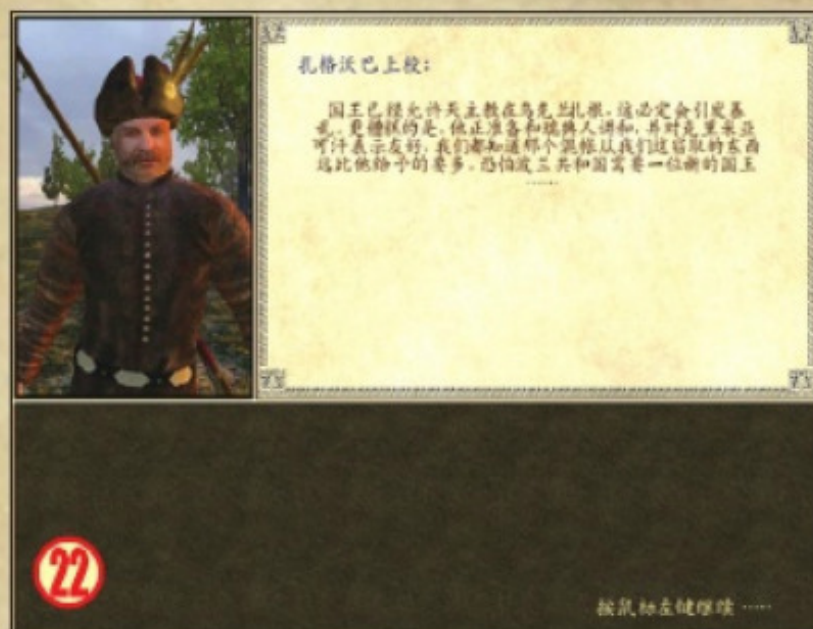 扎格沃巴上校：
国王已经允许天主教在乌克兰扎根。这必定会引发暴
乱。更糟糕的是，他正准备和瑞典人讲和，并对克里米亚
可汗表示友好。我们都知道那个混帐从我们这窃取的东西
远比他给予的要多。恐怕波兰共和国需要一位新的国王
……
22
按鼠标左键继续 ……